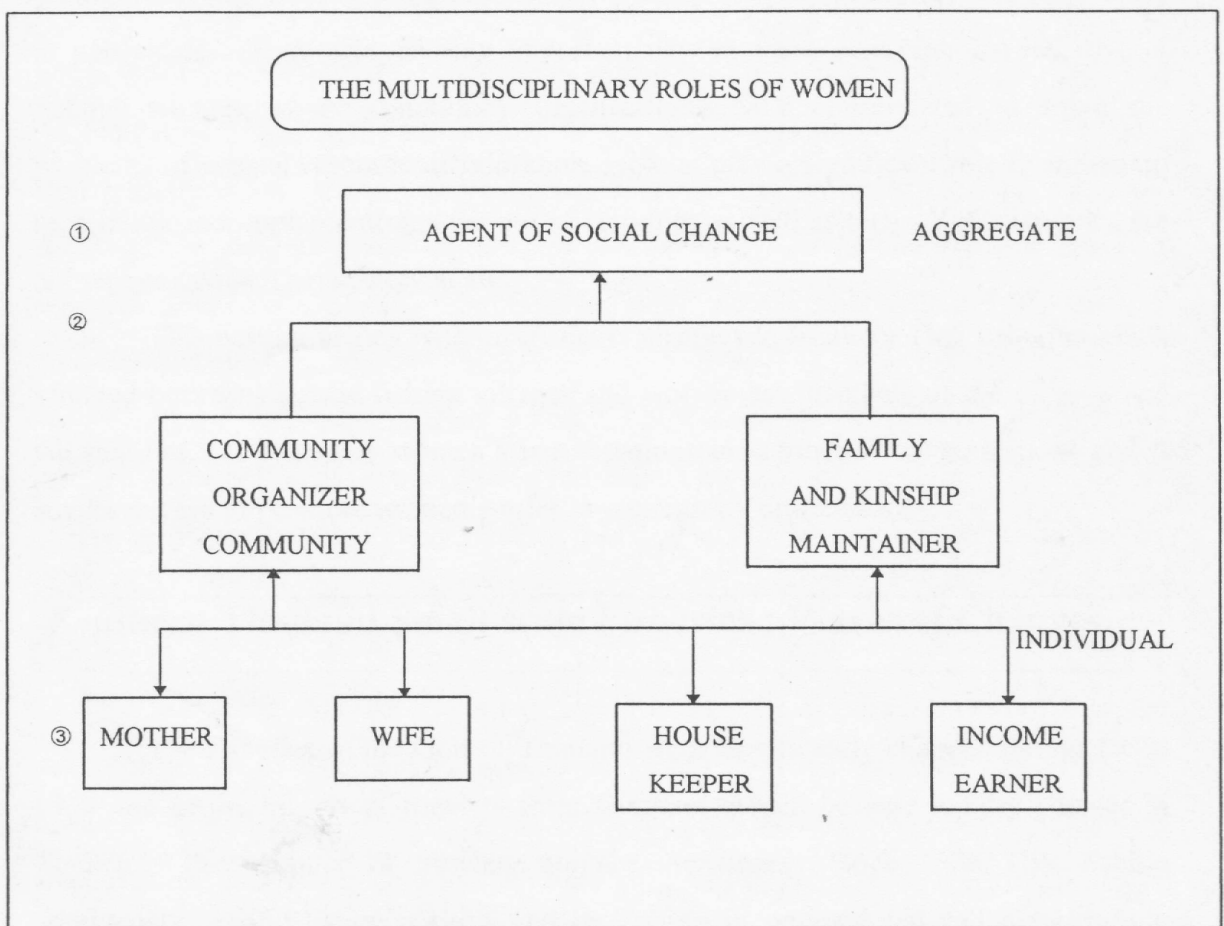 THE MULTIDISCIPLINARY ROLES OF WOMEN
① AGENT OF SOCIAL CHANGE AGGREGATE
②
COMMUNITY
ORGANIZER
COMMUNITY
FAMILY
AND KINSHIP
MAINTAINER
INDIVIDUAL
③ MOTHER
WIFE
HOUSE
KEEPER
INCOME
EARNER